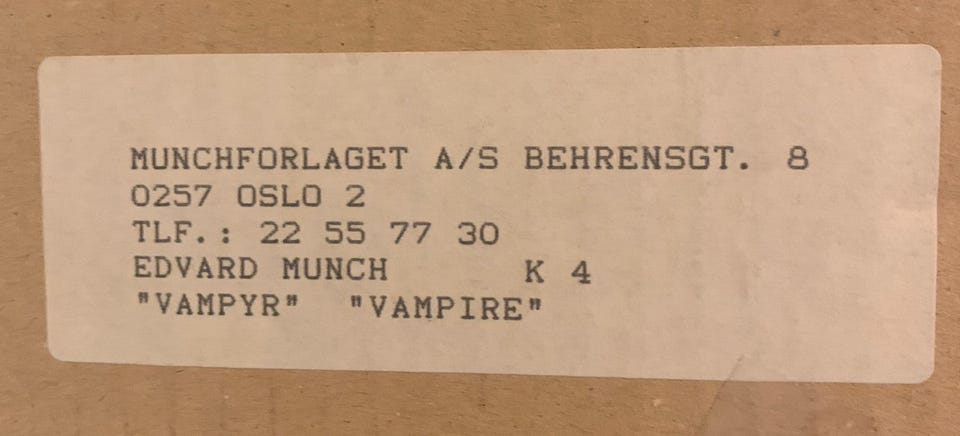 MUNCHFORLAGET A/S BEHRENSGT. 8
0257 OSLO 2
TLF.: 22 55 77 30
EDVARD MUNCH K 4
"VAMPYR" "VAMPIRE"